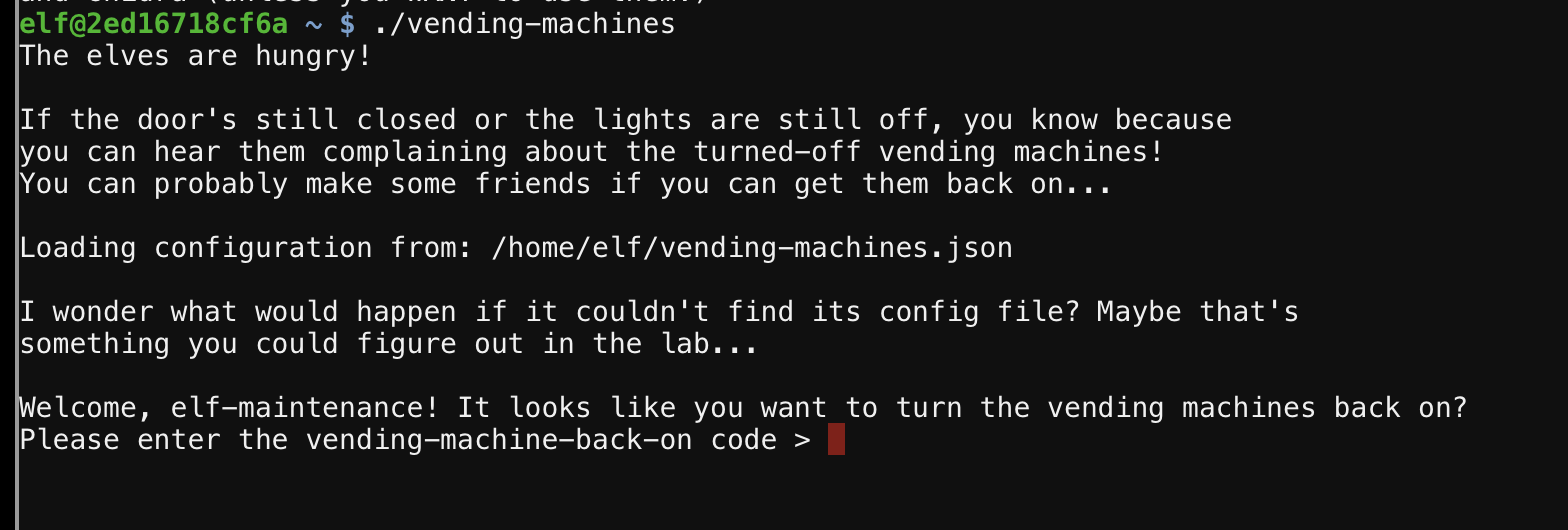 elf@2ed16718cf6a ~ $ ./vending-machines
The elves are hungry!
If the door's still closed or the lights are still off, you know because
you can hear them complaining about the turned-off vending machines!
You can probably make some friends if you can get them back on...
Loading configuration from: /home/elf/vending-machines.json
I wonder what would happen if it couldn't find its config file? Maybe that's
something you could figure out in the lab...
Welcome, elf-maintenance! It looks like you want to turn the vending machines back on?
Please enter the vending-machine-back-on code >